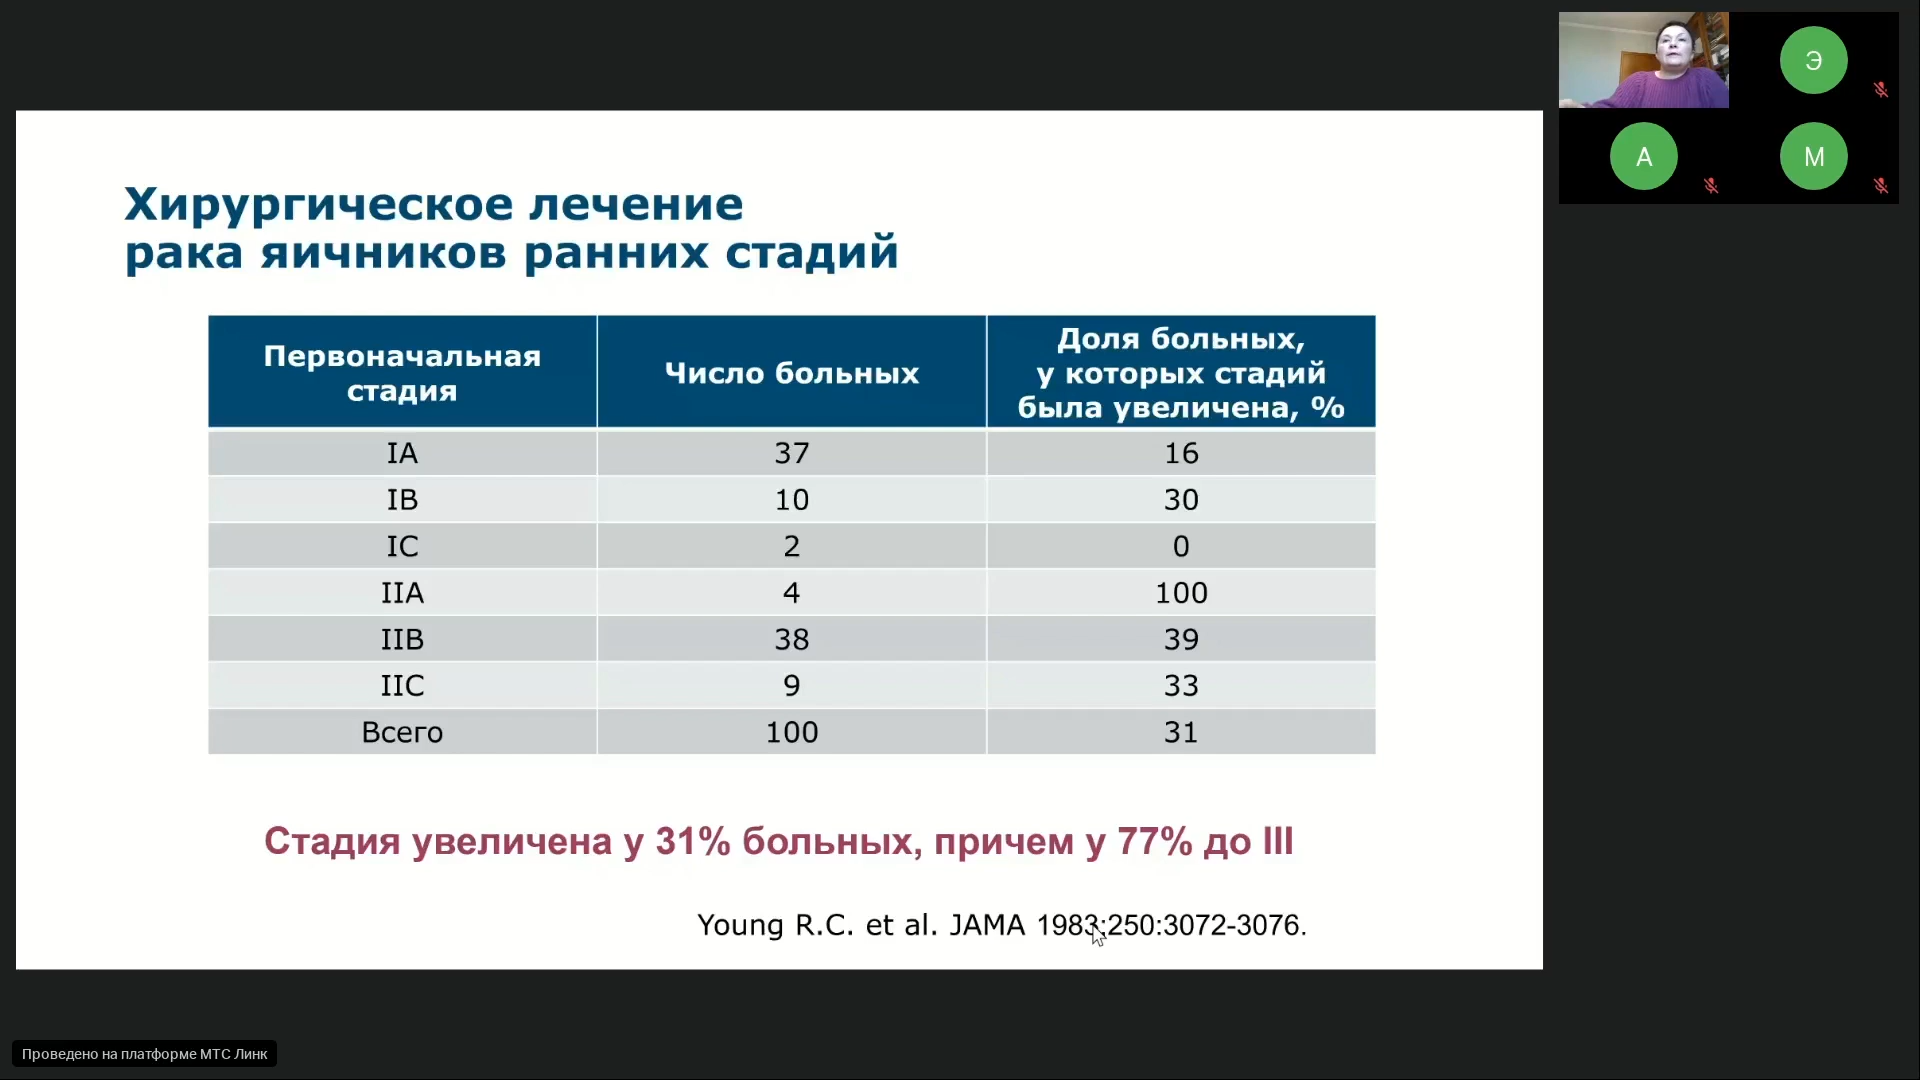 Хирургическое лечение
рака яичников ранних стадий
Первоначальная
стадия
Число больных
Доля больных,
у которых стадий
была увеличена, %
IA 37 16
IB 10 30
IC 2 0
IIA 4 100
IIB 38 39
IIC 9 33
Всего 100 31
Стадия увеличена у 31% больных, причем у 77% до III
Young R.C. et al. JAMA 1983;250:3072-3076.
Э
А
М
Проведено на платформе МТС Линк